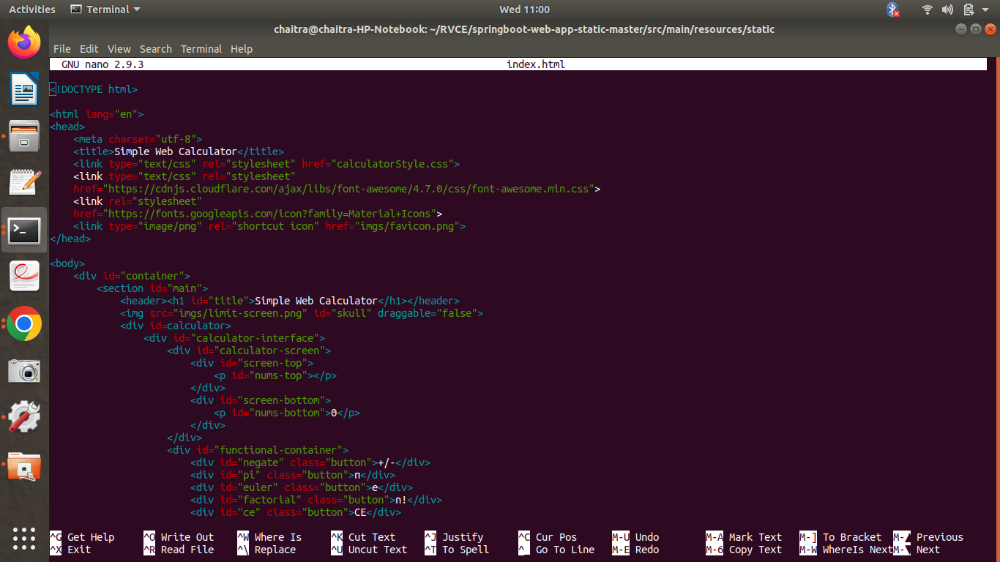 Activities Terminal Wed 11:00
chaitra@chaitra-HP-Notebook: ~/RVCE/springboot-web-app-static-master/src/main/resources/static
File Edit View Search Terminal Help
GNU nano 2.9.3 index.html
<!DOCTYPE html>
<html lang="en">
<head>
    <meta charset="utf-8">
    <title>Simple Web Calculator</title>
    <link type="text/css" rel="stylesheet" href="calculatorStyle.css">
    <link type="text/css" rel="stylesheet"
    href="https://cdnjs.cloudflare.com/ajax/libs/font-awesome/4.7.0/css/font-awesome.min.css">
    <link rel="stylesheet"
    href="https://fonts.googleapis.com/icon?family=Material+Icons">
    <link type="image/png" rel="shortcut icon" href="imgs/favicon.png">
</head>
<body>
    <div id="container">
        <section id="main">
            <header><h1 id="title">Simple Web Calculator</h1></header>
            <img src="imgs/limit-screen.png" id="skull" draggable="false">
            <div id=calculator>
                <div id="calculator-interface">
                    <div id="calculator-screen">
                        <div id="screen-top">
                            <p id="nums-top"></p>
                        </div>
                        <div id="screen-bottom">
                            <p id="nums-bottom">0</p>
                        </div>
                    </div>
                    <div id="functional-container">
                        <div id="negate" class="button">+/-</div>
                        <div id="pi" class="button">π</div>
                        <div id="euler" class="button">e</div>
                        <div id="factorial" class="button">n!</div>
                        <div id="ce" class="button">CE</div>
^G Get Help ^O Write Out ^W Where Is ^K Cut Text ^J Justify ^C Cur Pos M-U Undo M-A Mark Text M-] To Bracket M-▲ Previous
^X Exit ^R Read File ^\ Replace ^U Uncut Text ^T To Spell ^_ Go To Line M-E Redo M-6 Copy Text M-W WhereIs Next M-▼ Next